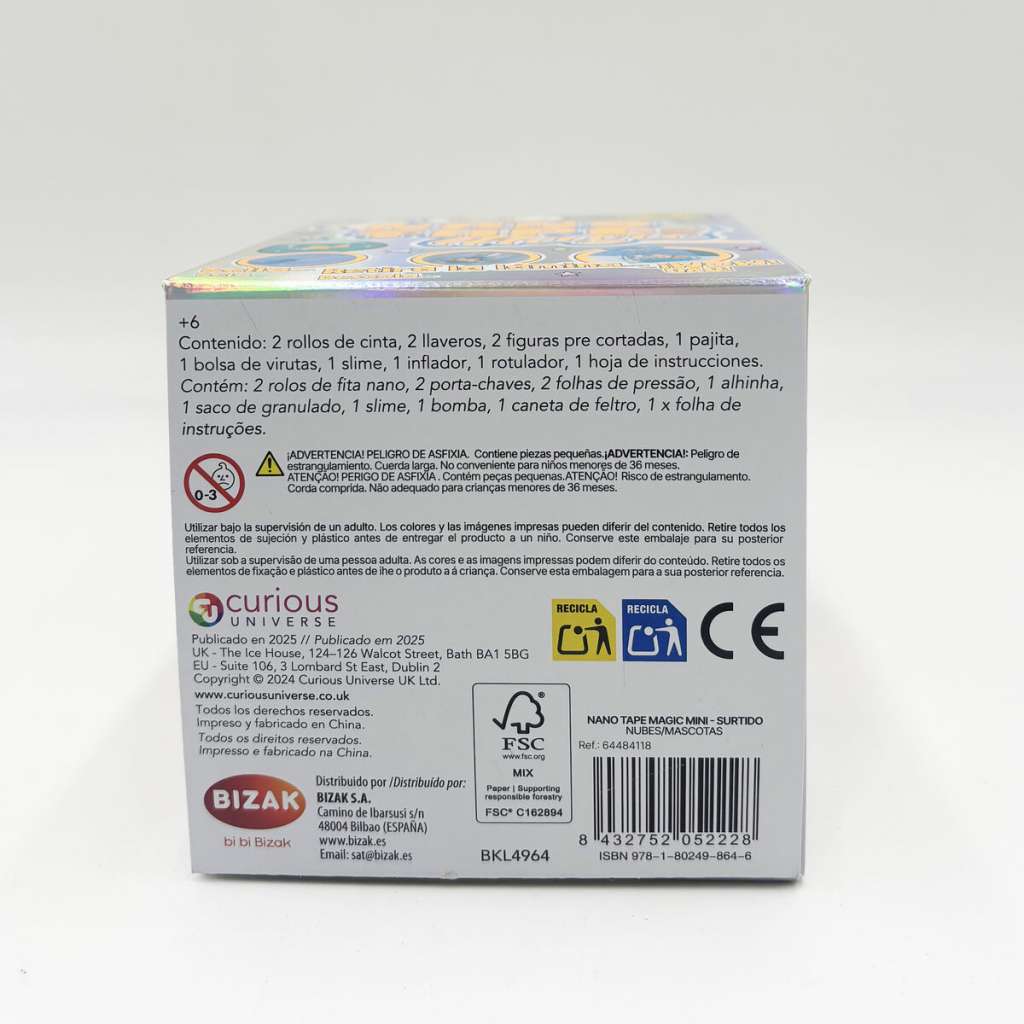 +6
Contenido: 2 rollos de cinta, 2 llaveros, 2 figuras pre cortadas, 1 pajita,
1 bolsa de virutas, 1 slime, 1 inflador, 1 rotulador, 1 hoja de instrucciones.
Contém: 2 rolos de fita nano, 2 porta-chaves, 2 folhas de pressão, 1 alhinha,
1 saco de granulado, 1 slime, 1 bomba, 1 caneta de feltro, 1 x folha de
instruções.
0-3
¡ADVERTENCIA! PELIGRO DE ASFIXIA. Contiene piezas pequeñas.¡ADVERTENCIA!: Peligro de
estrangulamiento. Cuerda larga. No conveniente para niños menores de 36 meses.
ATENÇÃO! PERIGO DE ASFIXIA . Contém peças pequenas.ATENÇÃO! Risco de estrangulamento.
Corda comprida. Não adequado para crianças menores de 36 meses.
Utilizar bajo la supervisión de un adulto. Los colores y las imágenes impresas pueden diferir del contenido. Retire todos los
elementos de sujeción y plástico antes de entregar el producto a un niño. Conserve este embalaje para su posterior
referencia.
Utilizar sob a supervisão de uma pessoa adulta. As cores e as imagens impressas podem diferir do conteúdo. Retire todos os
elementos de fixação e plástico antes de ihe o produto a á criança. Conserve esta embalagem para a sua posterior referencia.
curious
UNIVERSE
Publicado en 2025 // Publicado em 2025
UK - The Ice House, 124–126 Walcot Street, Bath BA1 5BG
EU - Suite 106, 3 Lombard St East, Dublin 2
Copyright © 2024 Curious Universe UK Ltd.
www.curiousuniverse.co.uk
Todos los derechos reservados.
Impreso y fabricado en China.
Todos os direitos reservados.
Impresso e fabricado na China.
BIZAK
bi bi Bizak
Distribuido por /Distribuído por:
BIZAK S.A.
Camino de Ibarsusi s/n
48004 Bilbao (ESPAÑA)
www.bizak.es
Email: sat@bizak.es
RECICLA
RECICLA
CE
FSC
www.fsc.org
MIX
Paper | Supporting
responsible forestry
FSC® C162894
BKL4964
NANO TAPE MAGIC MINI - SURTIDO
NUBES/MASCOTAS
Ref.: 64484118
8 432752 052228
ISBN 978-1-80249-864-6